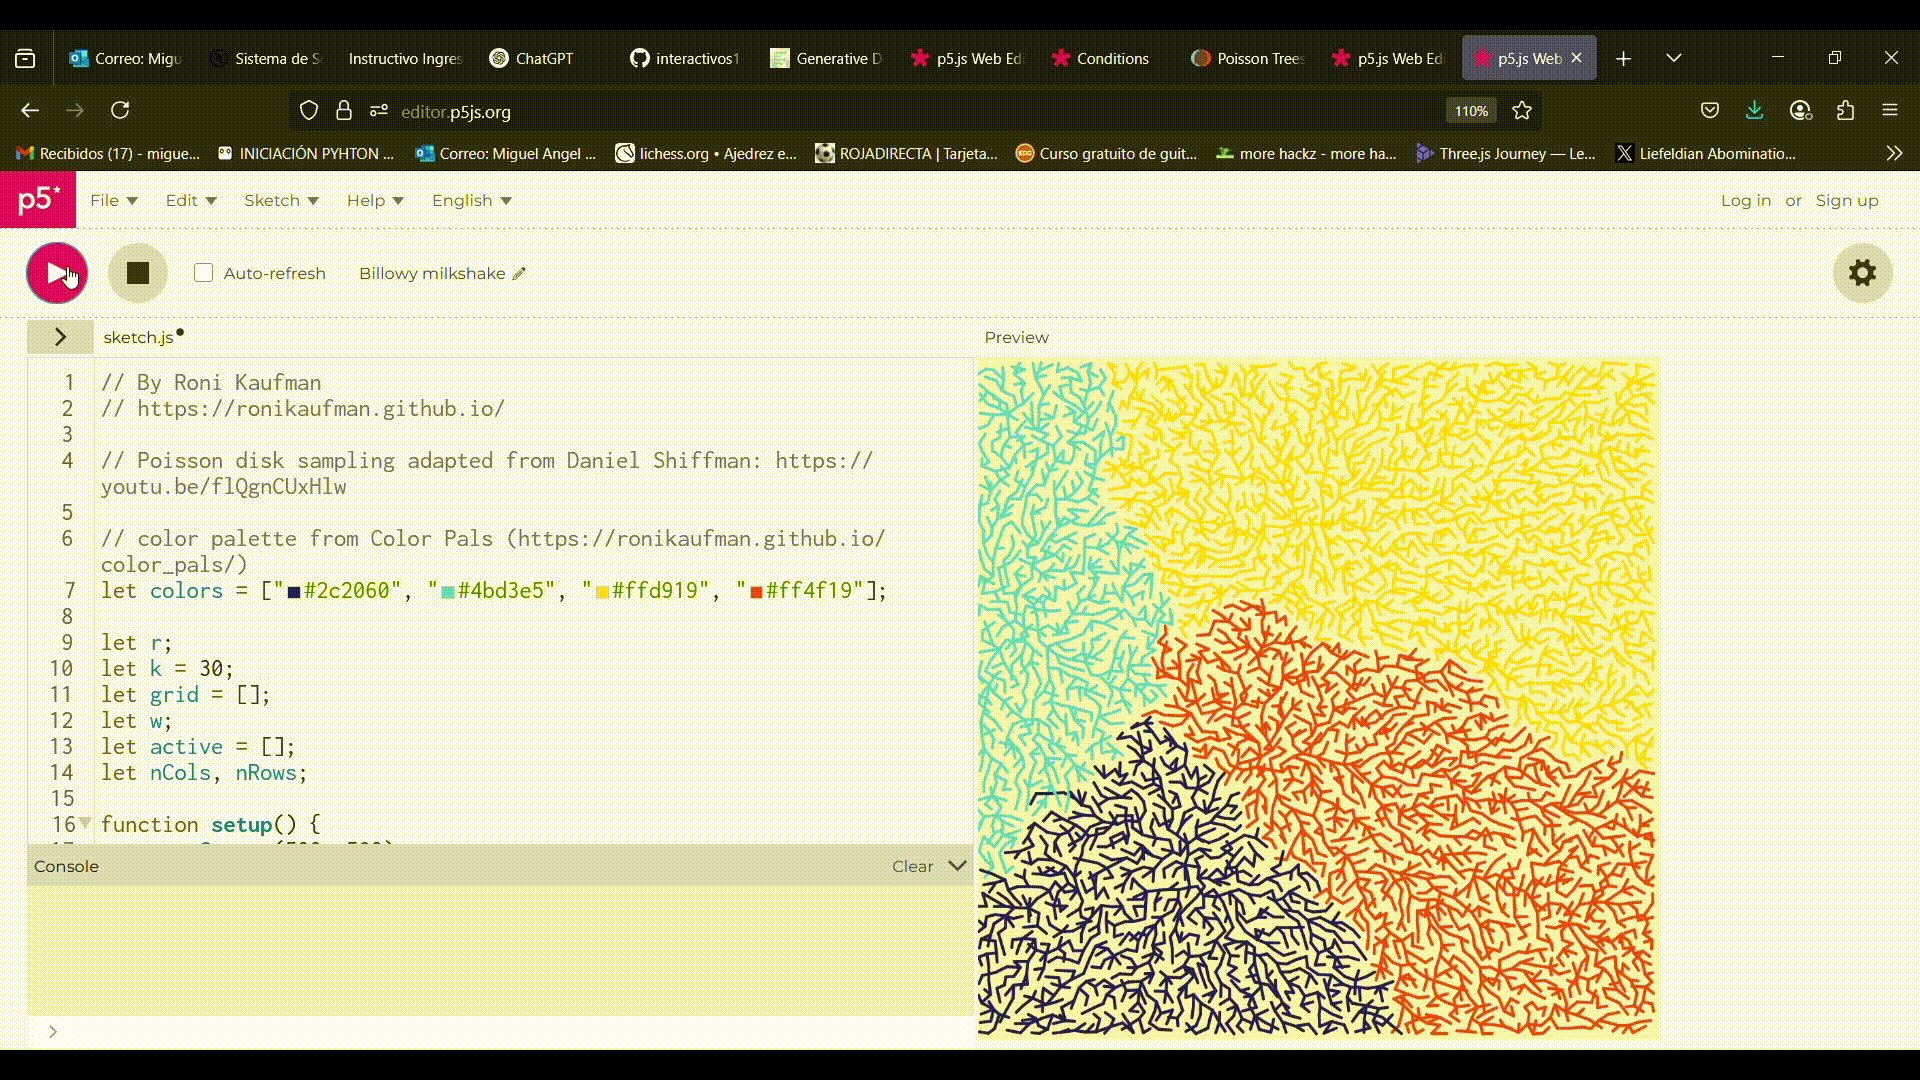 Correo: Migu
Sistema de S
Instructivo Ingres
ChatGPT
interactivos1
Generative D
p5.js Web Edi
Conditions
Poisson Trees
p5.js Web Edi
p5.js Web
editor.p5js.org
110%
Recibidos (17) - migue...
INICIACIÓN PYHTON ...
Correo: Miguel Angel ...
lichess.org • Ajedrez e...
ROJADIRECTA | Tarjeta...
Curso gratuito de guit...
more hackz - more ha...
Three.js Journey — Le...
Liefeldian Abominatio...
p5*
File
Edit
Sketch
Help
English
Log in or Sign up
Auto-refresh
Billowy milkshake
sketch.js
Preview
1 // By Roni Kaufman
2 // https://ronikaufman.github.io/
3
4 // Poisson disk sampling adapted from Daniel Shiffman: https://
youtu.be/flQgnCUxHlw
5
6 // color palette from Color Pals (https://ronikaufman.github.io/
color_pals/)
7 let colors = ["#2c2060", "#4bd3e5", "#ffd919", "#ff4f19"];
8
9 let r;
10 let k = 30;
11 let grid = [];
12 let w;
13 let active = [];
14 let nCols, nRows;
15
16 function setup() {
Console
Clear